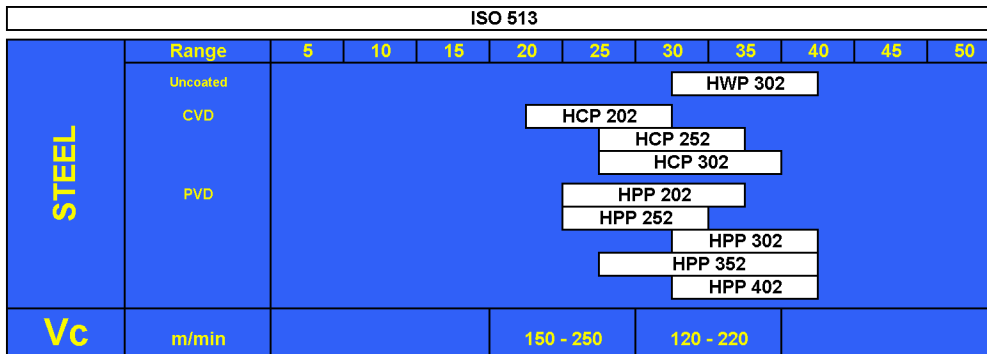 ISO 513
Range 5 10 15 20 25 30 35 40 45 50
STEEL
Uncoated HWP 302
CVD HCP 202
HCP 252
HCP 302
PVD HPP 202
HPP 252
HPP 302
HPP 352
HPP 402
Vc m/min 150 - 250 120 - 220